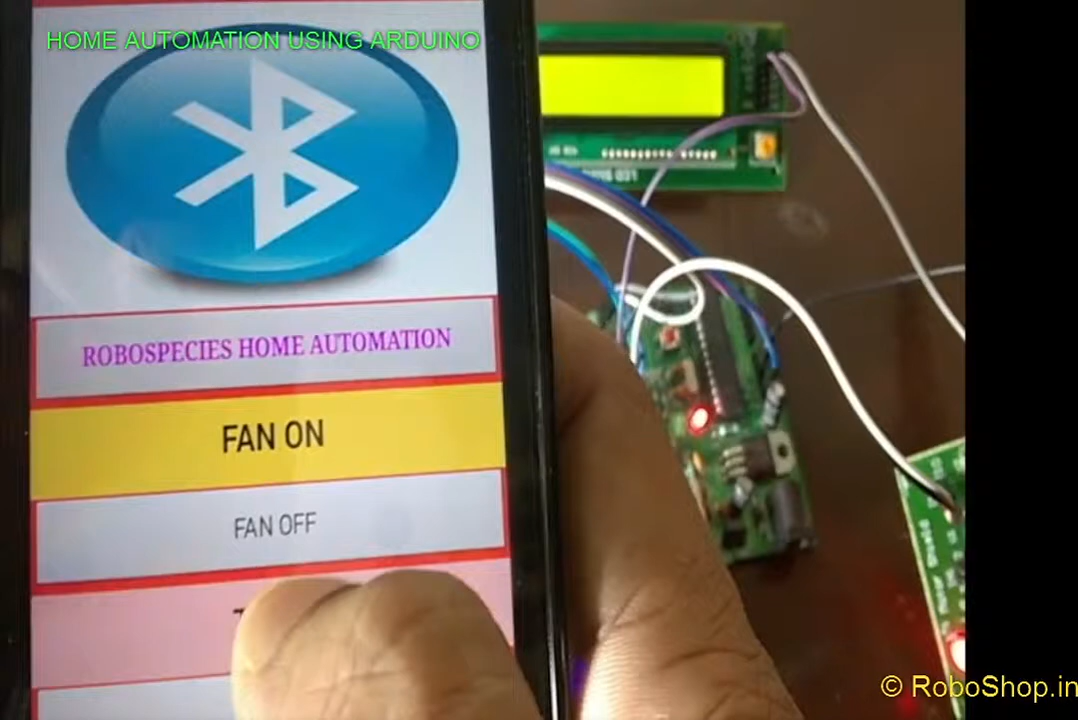 HOME AUTOMATION USING ARDUINO
ROBOSPECIES HOME AUTOMATION
FAN ON
FAN OFF
© RoboShop.in